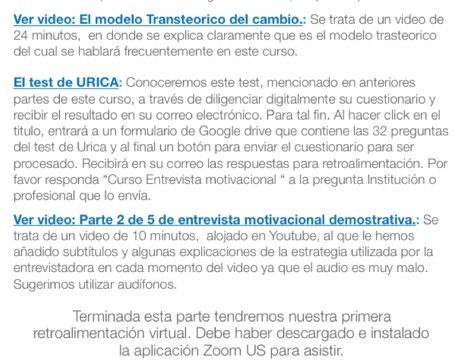 Ver video: El modelo Transteorico del cambio.: Se trata de un video de
24 minutos, en donde se explica claramente que es el modelo trasteorico
del cual se hablará frecuentemente en este curso.
El test de URICA: Conoceremos este test, mencionado en anteriores
partes de este curso, a través de diligenciar digitalmente su cuestionario y
recibir el resultado en su correo electrónico. Para tal fin. Al hacer click en el
titulo, entrará a un formulario de Google drive que contiene las 32 preguntas
del test de Urica y al final un botón para enviar el cuestionario para ser
procesado. Recibirá en su correo las respuestas para retroalimentación. Por
favor responda “Curso Entrevista motivacional “ a la pregunta Institución o
profesional que lo envía.
Ver video: Parte 2 de 5 de entrevista motivacional demostrativa.: Se
trata de un video de 10 minutos, alojado en Youtube, al que le hemos
añadido subtítulos y algunas explicaciones de la estrategia utilizada por la
entrevistadora en cada momento del video ya que el audio es muy malo.
Sugerimos utilizar audífonos.
Terminada esta parte tendremos nuestra primera
retroalimentación virtual. Debe haber descargado e instalado
la aplicación Zoom US para asistir.